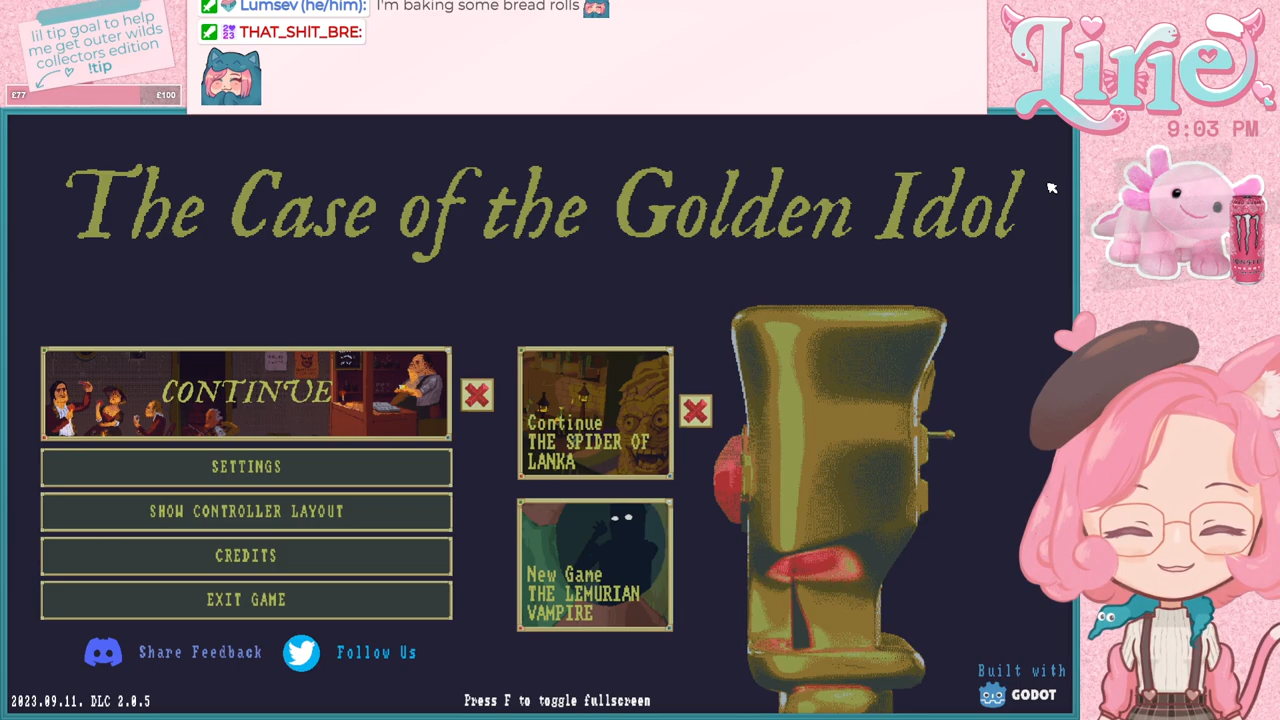 Lumsev (he/him): I'm baking some bread rolls
lil tip goal to help
me get outer wilds
collectors edition
!tip
£77
£100
23
THAT_SH!T_BRE:
Lirie
9:03 PM
The Case of the Golden Idol
CONTINUE
SETTINGS
SHOW CONTROLLER LAYOUT
CREDITS
EXIT GAME
Continue
THE SPIDER OF
LANKA
New Game
THE LEMURIAN
VAMPIRE
Share Feedback
Follow Us
2023.09.11. DLC 2.0.5
Press F to toggle fullscreen
Built with
GODOT